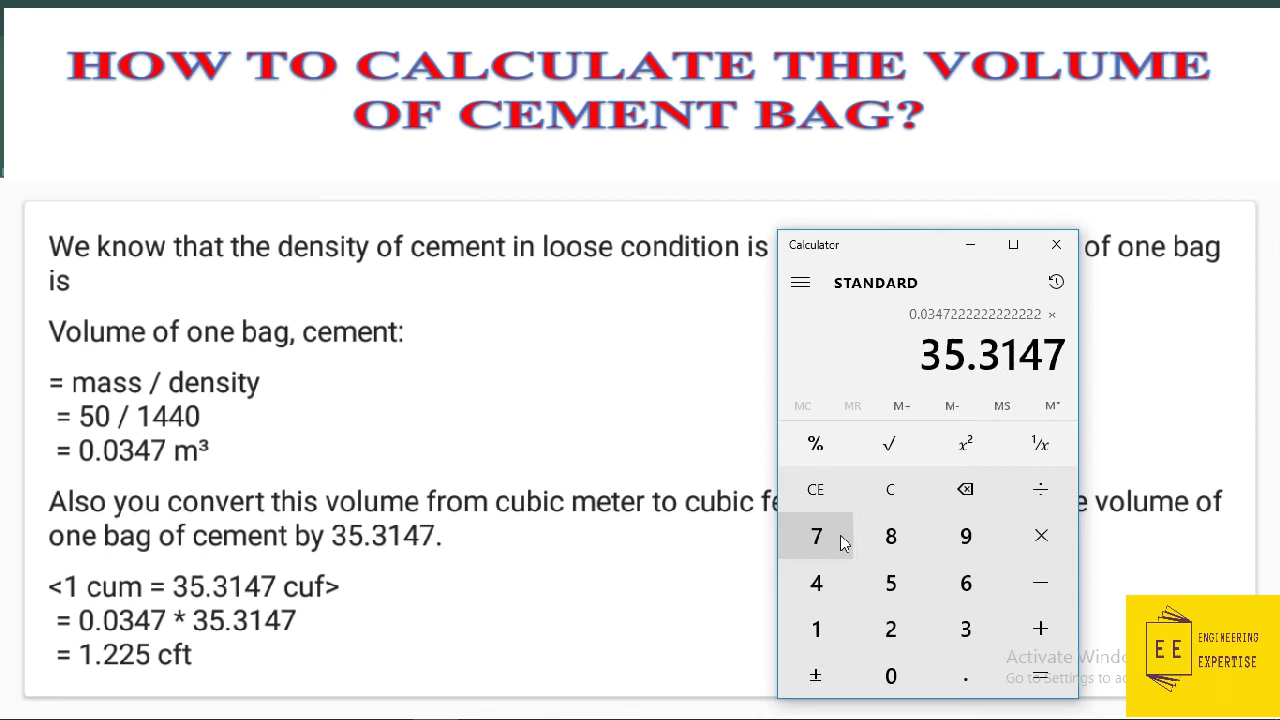 HOW TO CALCULATE THE VOLUME
OF CEMENT BAG?
We know that the density of cement in loose condition is
of one bag
is
Volume of one bag, cement:
= mass / density
= 50 / 1440
= 0.0347 m³
Also you convert this volume from cubic meter to cubic fe
e volume of
one bag of cement by 35.3147.
<1 cum = 35.3147 cuf>
= 0.0347 * 35.3147
= 1.225 cft
Calculator
STANDARD
0.0347222222222222 ×
35.3147
MC MR M+ M- MS M˅
% √ x² ¹/x
CE C ÷
7 8 9 ×
4 5 6 −
1 2 3 +
± 0 . =
Activate Windo
Go to Settings to a
EE
ENGINEERING
EXPERTISE